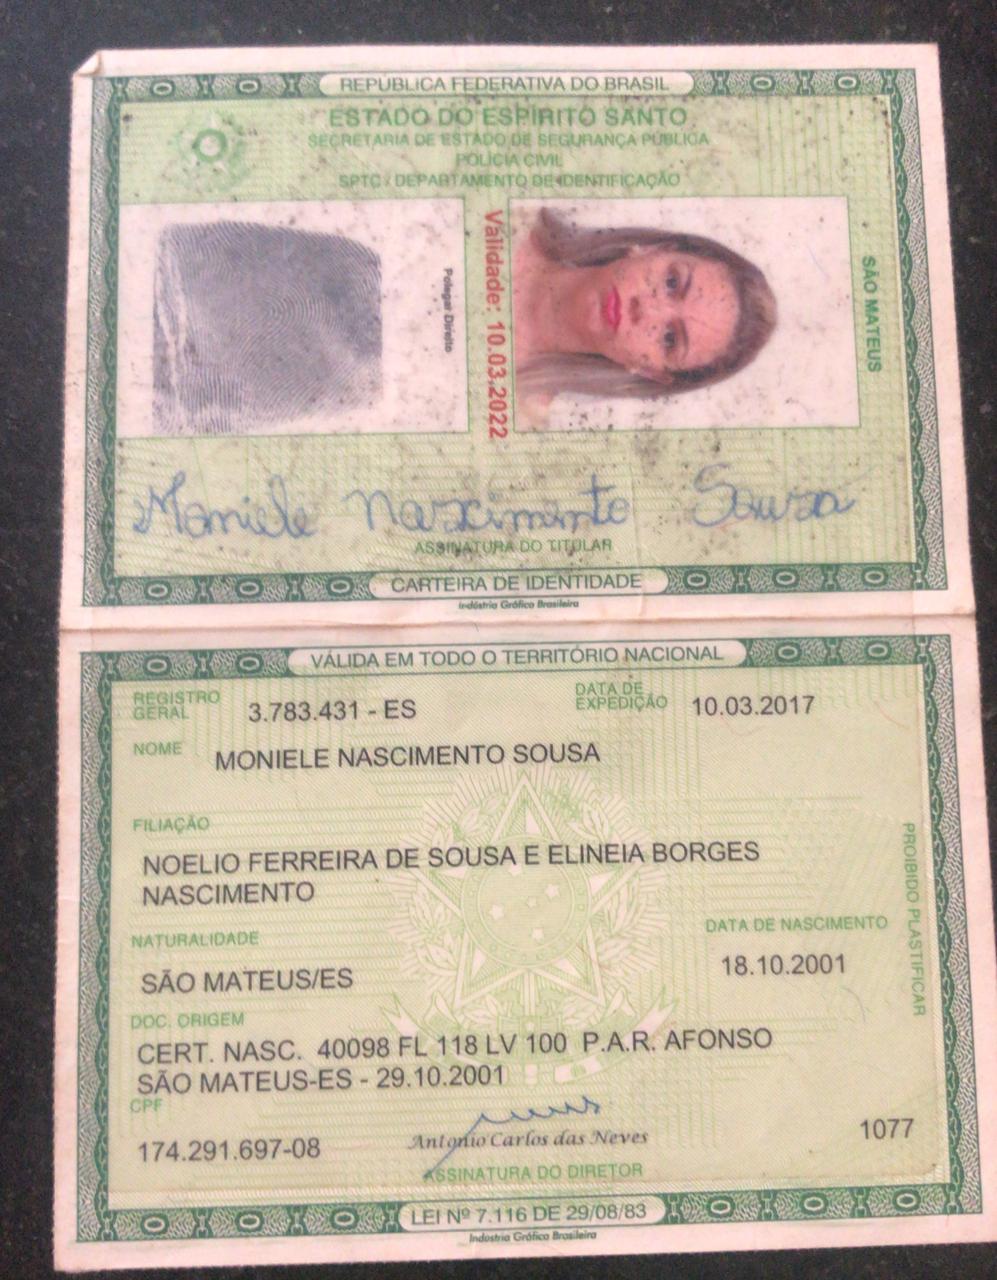 REPÚBLICA FEDERATIVA DO BRASIL
ESTADO DO ESPÍRITO SANTO
SECRETARIA DE ESTADO DE SEGURANÇA PÚBLICA
POLÍCIA CIVIL
SPTC / DEPARTAMENTO DE IDENTIFICAÇÃO
Polegar Direito
Validade: 10.03.2022
SÃO MATEUS
Moniele Nascimento Sousa
ASSINATURA DO TITULAR
CARTEIRA DE IDENTIDADE
Indústria Gráfica Brasileira
VÁLIDA EM TODO O TERRITÓRIO NACIONAL
REGISTRO GERAL 3.783.431 - ES DATA DE EXPEDIÇÃO 10.03.2017
NOME MONIELE NASCIMENTO SOUSA
FILIAÇÃO
NOELIO FERREIRA DE SOUSA E ELINEIA BORGES
NASCIMENTO
PROIBIDO PLASTIFICAR
NATURALIDADE DATA DE NASCIMENTO
SÃO MATEUS/ES 18.10.2001
DOC. ORIGEM
CERT. NASC. 40098 FL 118 LV 100 P.A.R. AFONSO
SÃO MATEUS-ES - 29.10.2001
CPF
174.291.697-08 Antonio Carlos das Neves 1077
ASSINATURA DO DIRETOR
LEI Nº 7.116 DE 29/08/83
Indústria Gráfica Brasileira